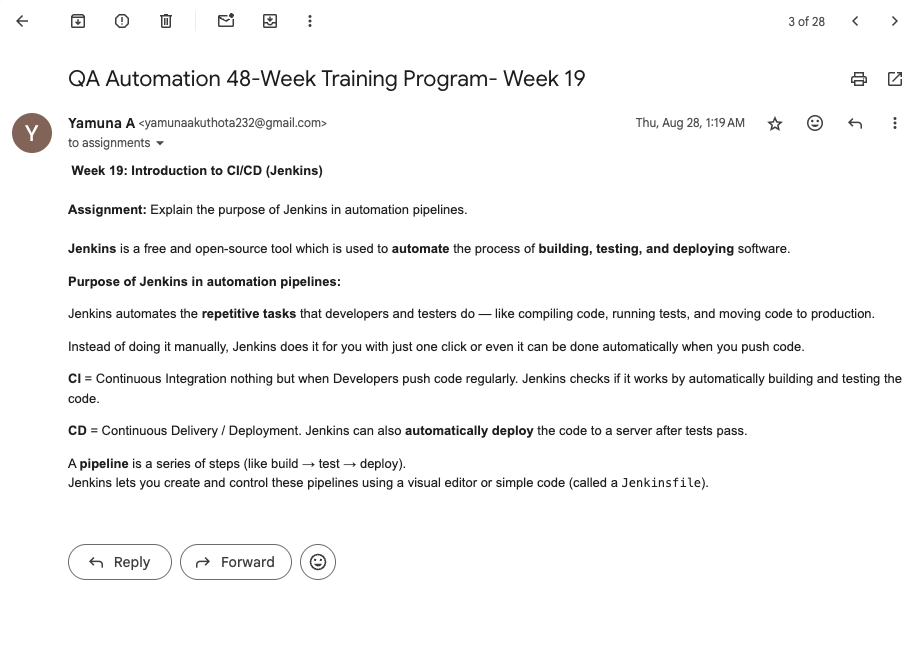 3 of 28
QA Automation 48-Week Training Program- Week 19
Y
Yamuna A <yamunaakuthota232@gmail.com>
Thu, Aug 28, 1:19 AM
to assignments
Week 19: Introduction to CI/CD (Jenkins)
Assignment: Explain the purpose of Jenkins in automation pipelines.
Jenkins is a free and open-source tool which is used to automate the process of building, testing, and deploying software.
Purpose of Jenkins in automation pipelines:
Jenkins automates the repetitive tasks that developers and testers do — like compiling code, running tests, and moving code to production.
Instead of doing it manually, Jenkins does it for you with just one click or even it can be done automatically when you push code.
CI = Continuous Integration nothing but when Developers push code regularly. Jenkins checks if it works by automatically building and testing the
code.
CD = Continuous Delivery / Deployment. Jenkins can also automatically deploy the code to a server after tests pass.
A pipeline is a series of steps (like build → test → deploy).
Jenkins lets you create and control these pipelines using a visual editor or simple code (called a Jenkinsfile).
Reply
Forward